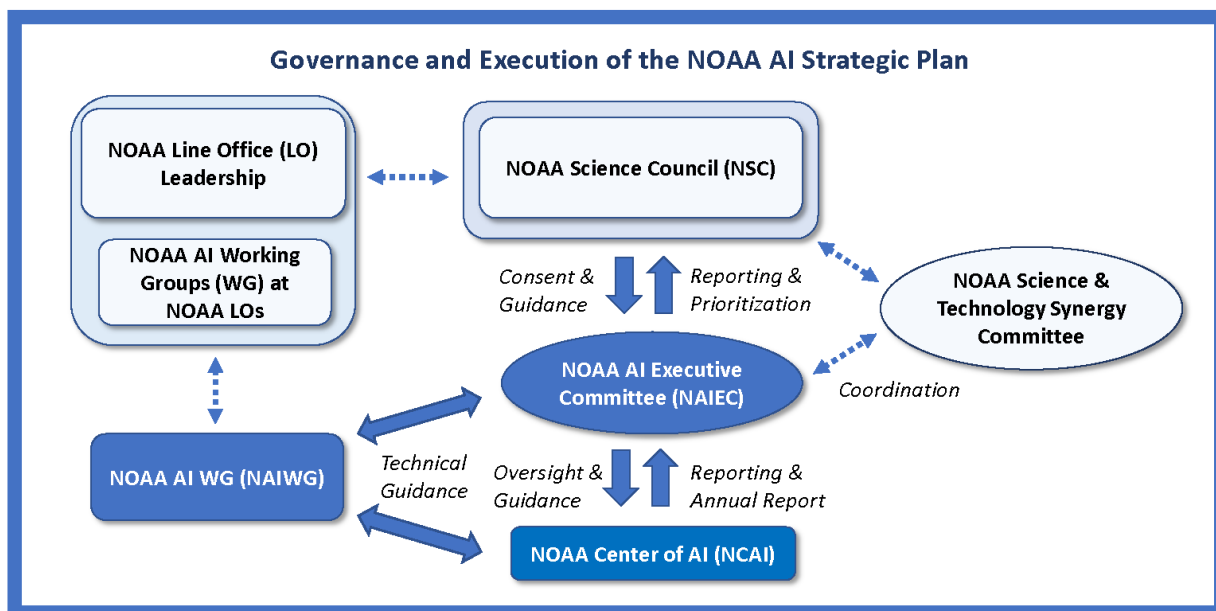 Governance and Execution of the NOAA AI Strategic Plan
NOAA Line Office (LO)
Leadership
NOAA AI Working
Groups (WG) at
NOAA LOs
NOAA Science Council (NSC)
Consent &
Guidance
Reporting &
Prioritization
NOAA Science &
Technology Synergy
Committee
NOAA AI Executive
Committee (NAIEC)
Coordination
NOAA AI WG (NAIWG)
Technical
Guidance
Oversight &
Guidance
Reporting &
Annual Report
NOAA Center of AI (NCAI)